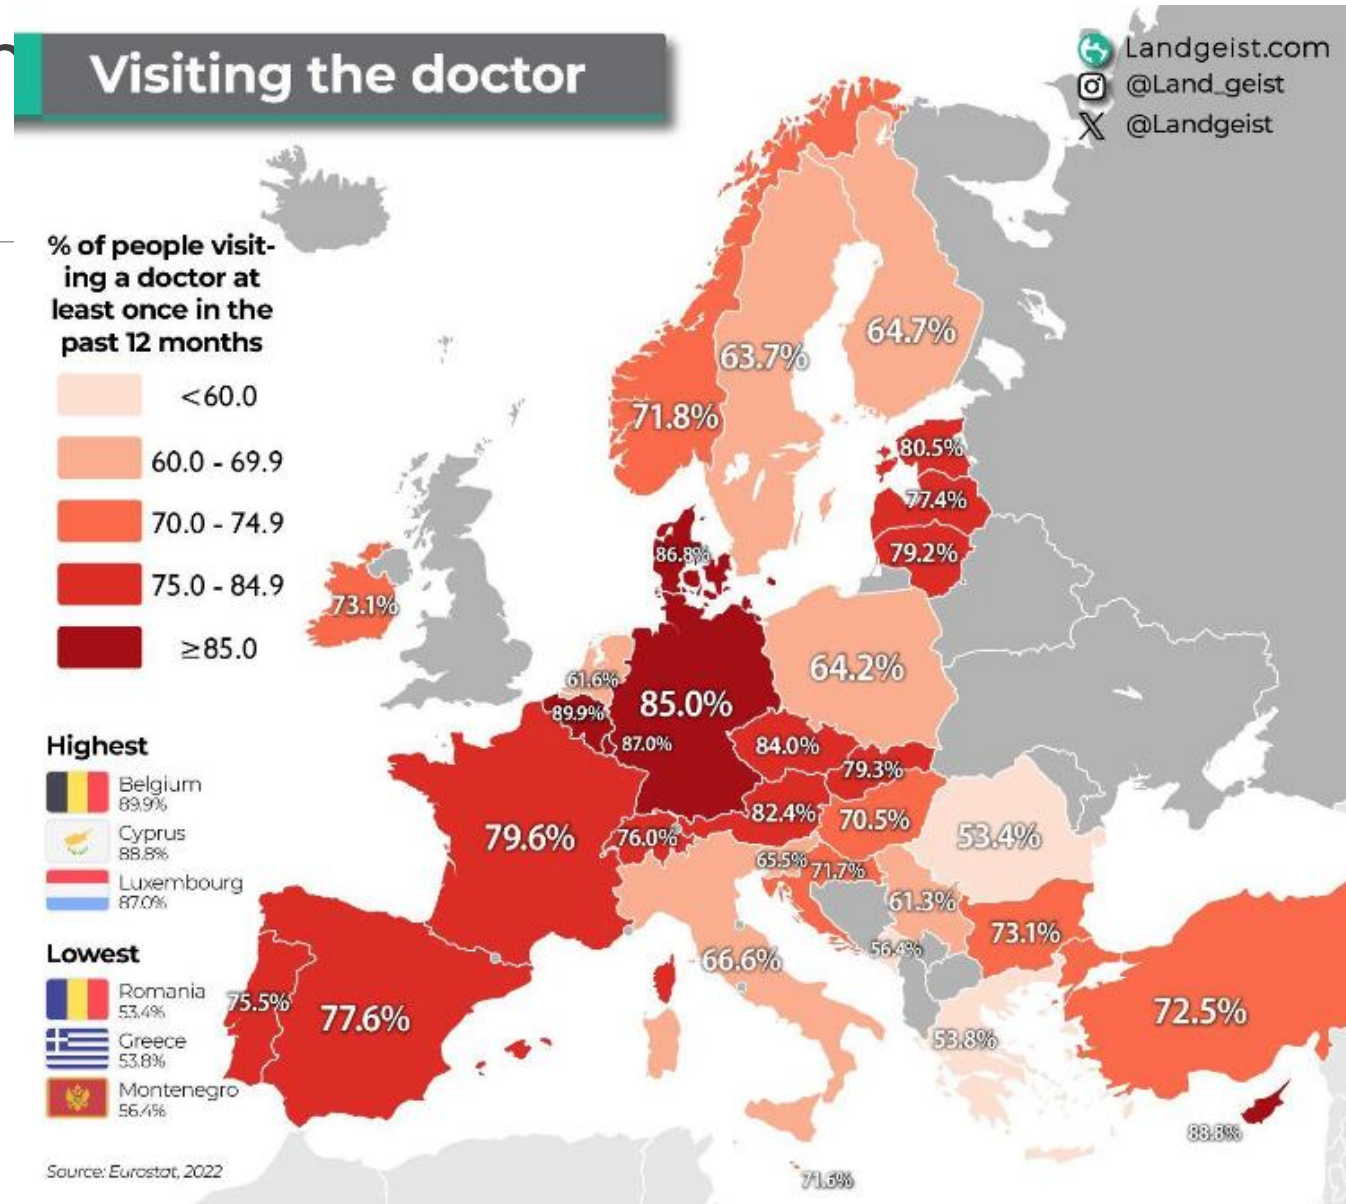 Visiting the doctor
Landgeist.com
@Land_geist
@Landgeist
% of people visit-
ing a doctor at
least once in the
past 12 months
<60.0
60.0 - 69.9
70.0 - 74.9
75.0 - 84.9
≥85.0
Highest
Belgium
89.9%
Cyprus
88.8%
Luxembourg
87.0%
Lowest
Romania
53.4%
Greece
53.8%
Montenegro
56.4%
Source: Eurostat, 2022
64.7%
63.7%
71.8%
80.5%
77.4%
79.2%
86.8%
73.1%
64.2%
61.6%
85.0%
89.9%
87.0%
84.0%
79.3%
82.4%
70.5%
79.6%
76.0%
53.4%
65.5%
71.7%
61.3%
73.1%
56.4%
66.6%
75.5%
77.6%
72.5%
53.8%
88.8%
71.6%